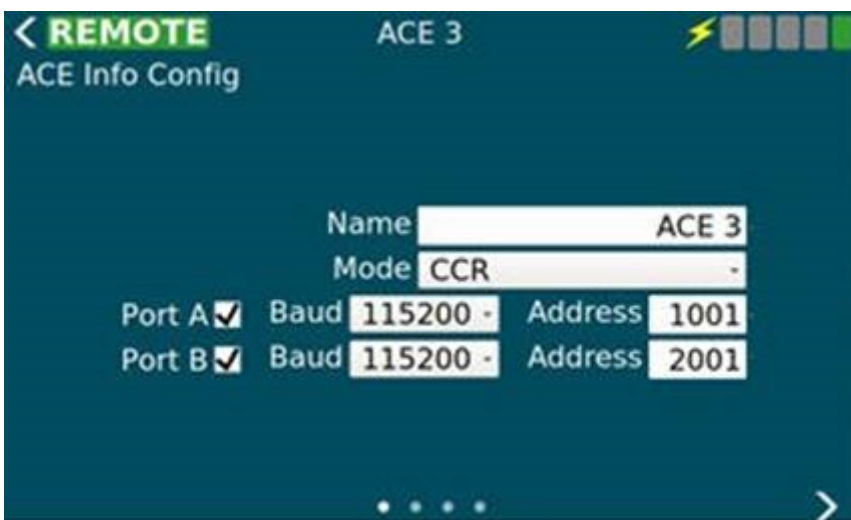 REMOTE ACE 3
ACE Info Config
Name ACE 3
Mode CCR
Port A Baud 115200 Address 1001
Port B Baud 115200 Address 2001